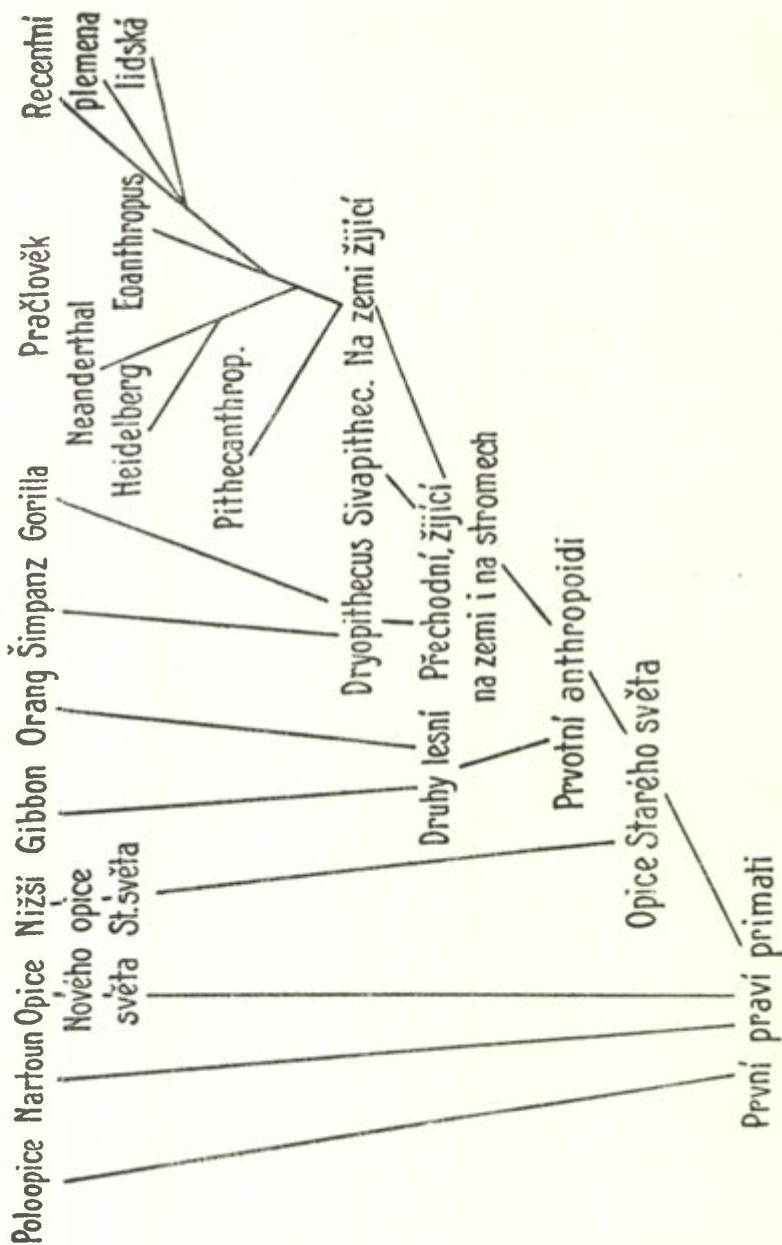 Poloopice
Nartoun
Opice
Nového
světa
Nižší
opice
St. světa
Gibbon
Orang
Šimpanz
Gorilla
Pračlověk
Neanderthal
Heidelberg
Eoanthropus
Pithecanthrop.
Recentní
plemena
lidská
Dryopithecus
Sivapithec.
Na zemi žijící
Druhy lesní
Přechodní, žijící
na zemi i na stromech
Prvotní anthropoidi
Opice Starého světa
První praví primati